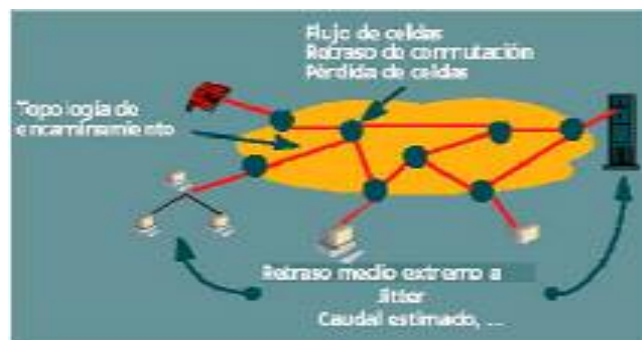 Flujo de celdas
Retraso de conmutación
Pérdida de celdas
Topología de
encaminamiento
Retraso medio extremo a
Jitter
Caudal estimado, ...